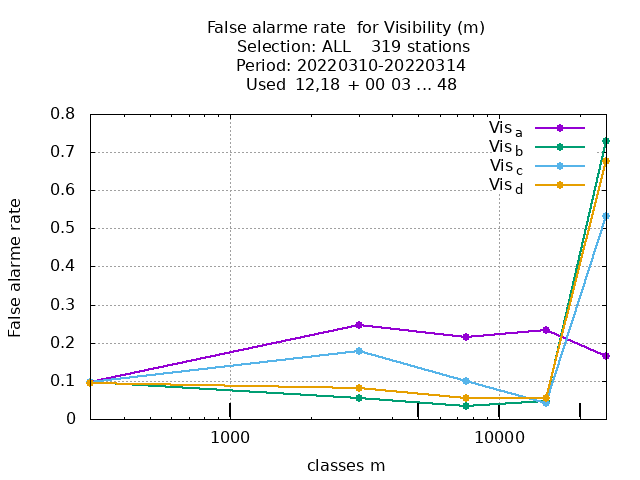 False alarme rate  for Visibility (m)
Selection: ALL    319 stations
Period: 20220310-20220314
Used  12,18  + 00 03 ... 48
Vis a
Vis b
Vis c
Vis d
0.8
0.7
0.6
0.5
0.4
0.3
0.2
0.1
0
False alarme rate
1000 10000
classes m